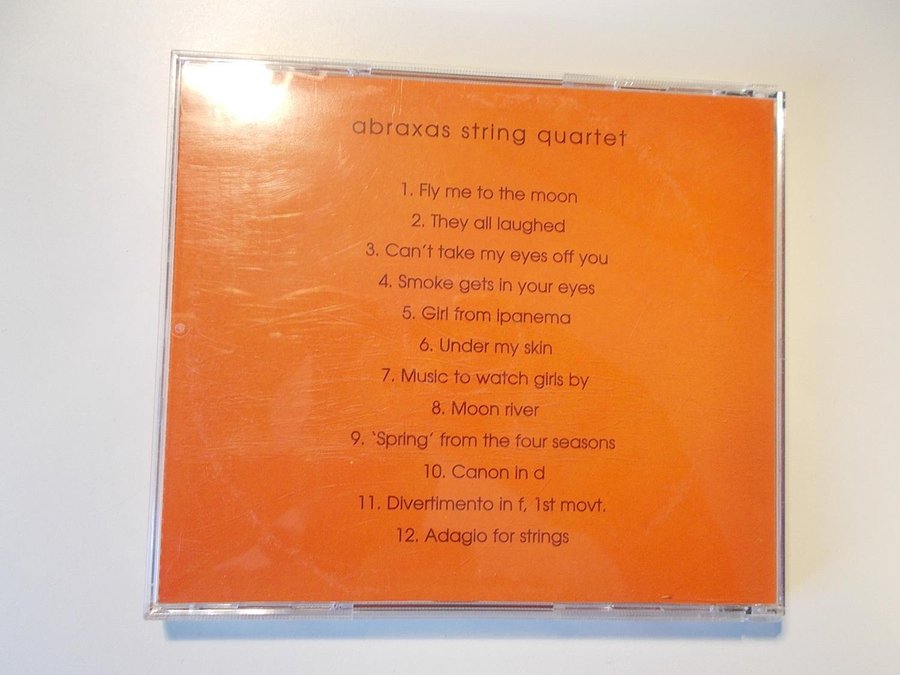 abraxas string quartet
1. Fly me to the moon
2. They all laughed
3. Can't take my eyes off you
4. Smoke gets in your eyes
5. Girl from ipanema
6. Under my skin
7. Music to watch girls by
8. Moon river
9. 'Spring' from the four seasons
10. Canon in d
11. Divertimento in f, 1st movt.
12. Adagio for strings